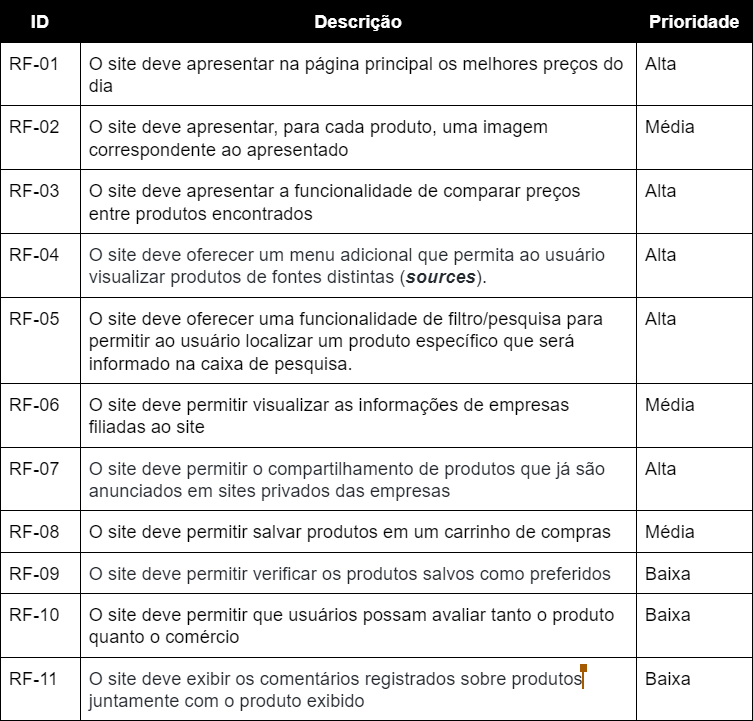 ID Descrição Prioridade
RF-01 O site deve apresentar na página principal os melhores preços do Alta
dia
RF-02 O site deve apresentar, para cada produto, uma imagem Média
correspondente ao apresentado
RF-03 O site deve apresentar a funcionalidade de comparar preços Alta
entre produtos encontrados
RF-04 O site deve oferecer um menu adicional que permita ao usuário Alta
visualizar produtos de fontes distintas (sources).
RF-05 O site deve oferecer uma funcionalidade de filtro/pesquisa para Alta
permitir ao usuário localizar um produto específico que será
informado na caixa de pesquisa.
RF-06 O site deve permitir visualizar as informações de empresas Média
filiadas ao site
RF-07 O site deve permitir o compartilhamento de produtos que já são Alta
anunciados em sites privados das empresas
RF-08 O site deve permitir salvar produtos em um carrinho de compras Média
RF-09 O site deve permitir verificar os produtos salvos como preferidos Baixa
RF-10 O site deve permitir que usuários possam avaliar tanto o produto Baixa
quanto o comércio
RF-11 O site deve exibir os comentários registrados sobre produtos Baixa
juntamente com o produto exibido